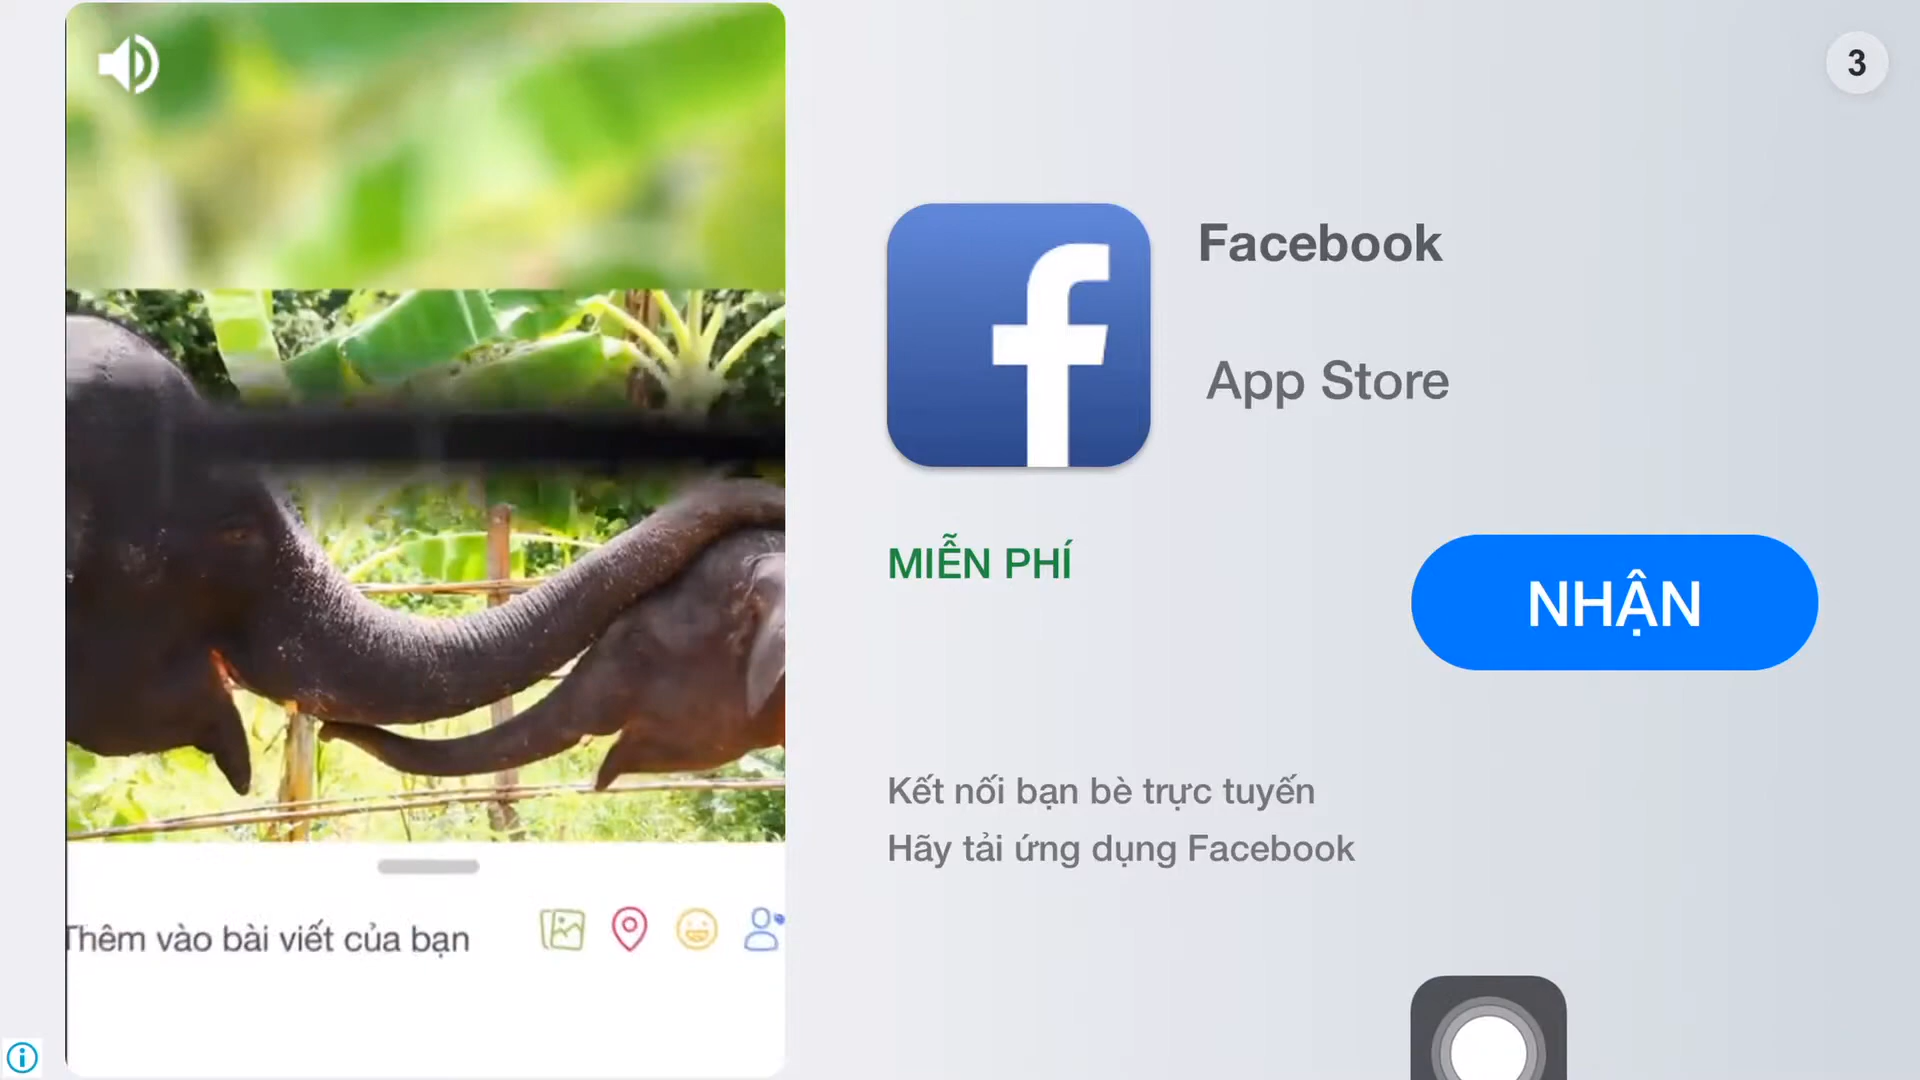 3
Facebook
App Store
MIỄN PHÍ
NHẬN
Kết nối bạn bè trực tuyến
Hãy tải ứng dụng Facebook
Thêm vào bài viết của bạn